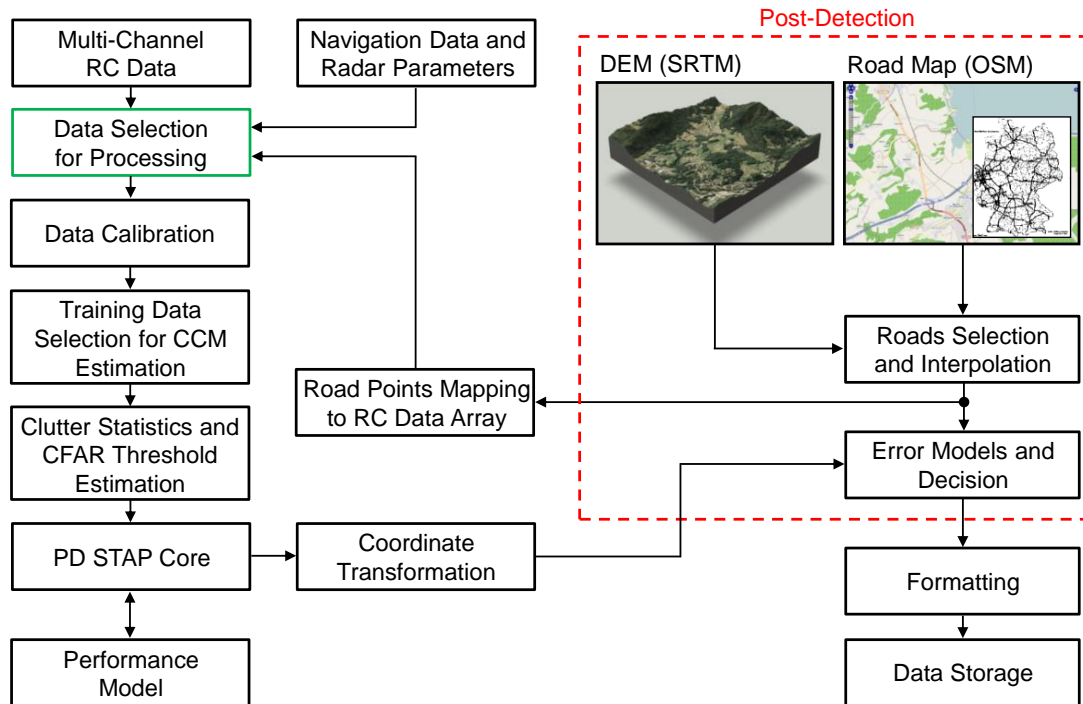 Post-Detection
Multi-Channel
RC Data
Navigation Data and
Radar Parameters
DEM (SRTM)
Road Map (OSM)
Data Selection
for Processing
Data Calibration
Training Data
Selection for CCM
Estimation
Roads Selection
and Interpolation
Road Points Mapping
to RC Data Array
Clutter Statistics and
CFAR Threshold
Estimation
Error Models and
Decision
PD STAP Core
Coordinate
Transformation
Formatting
Performance
Model
Data Storage